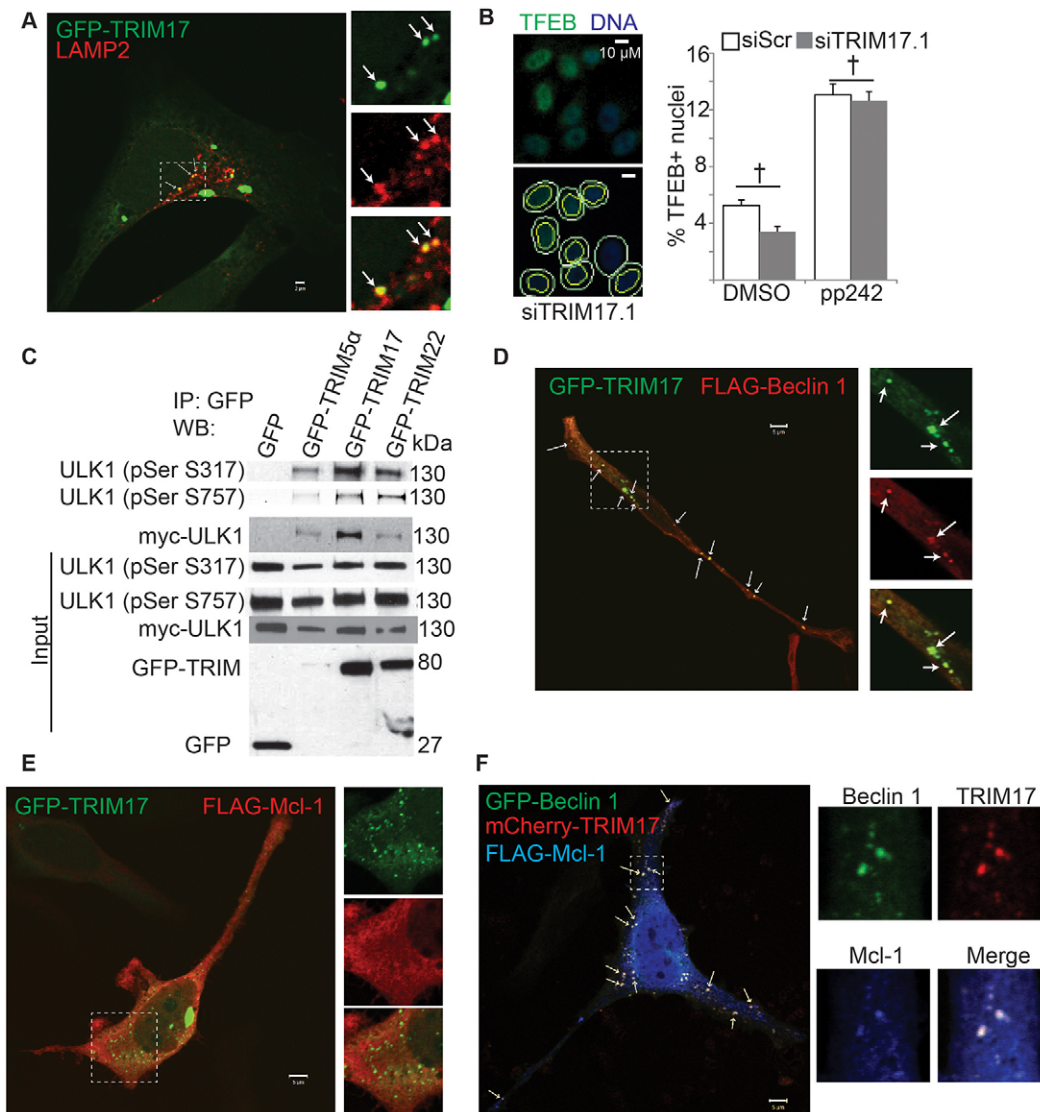 A
GFP-TRIM17
LAMP2
2 µm
B
TFEB DNA
10 µM
siTRIM17.1
siScr siTRIM17.1
% TFEB+ nuclei
16
12
8
4
†
†
DMSO
pp242
C
IP: GFP
WB:
GFP
GFP-TRIM5α
GFP-TRIM17
GFP-TRIM22
kDa
ULK1 (pSer S317) 130
ULK1 (pSer S757) 130
myc-ULK1 130
Input
ULK1 (pSer S317) 130
ULK1 (pSer S757) 130
myc-ULK1 130
GFP-TRIM 80
GFP 27
D
GFP-TRIM17 FLAG-Beclin 1
5 µm
E
GFP-TRIM17 FLAG-Mcl-1
5 µm
F
GFP-Beclin 1
mCherry-TRIM17
FLAG-Mcl-1
5 µm
Beclin 1 TRIM17
Mcl-1 Merge